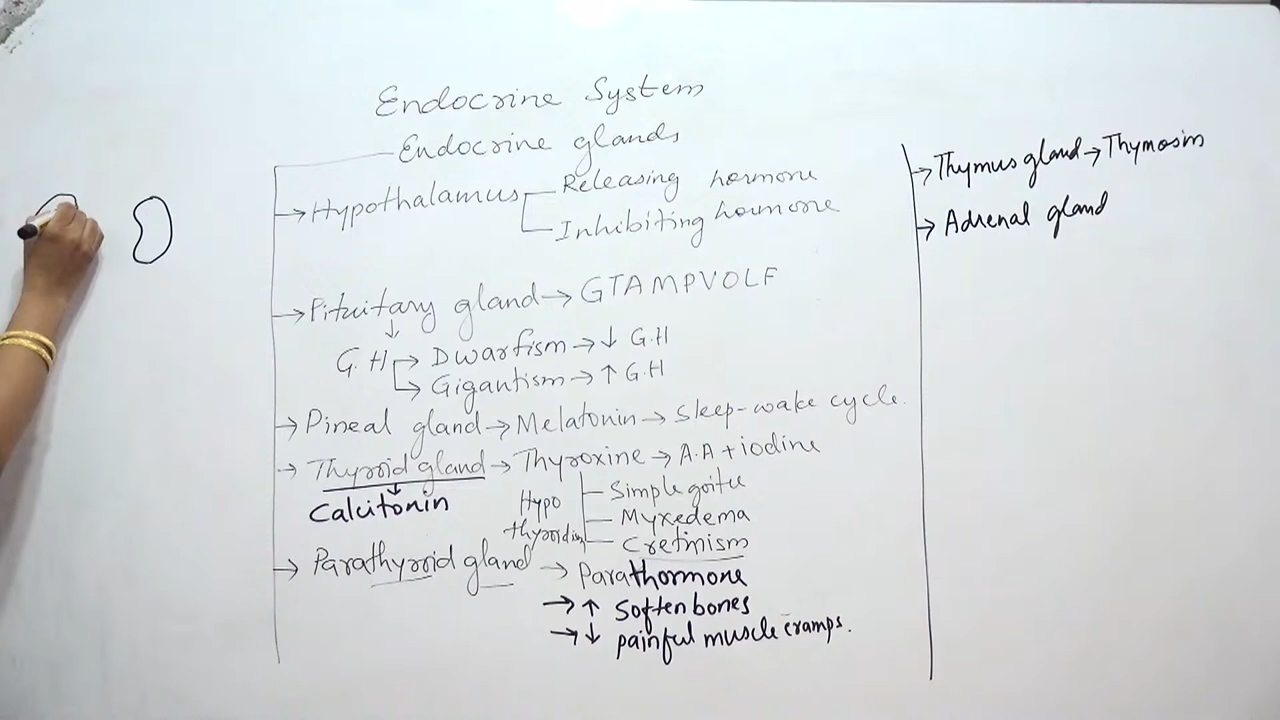 Endocrine System
Endocrine glands
→ Hypothalamus
Releasing hormone
Inhibiting hormone
→ Pituitary gland → GTAMPVOLF
↓
G.H → Dwarfism → ↓ G.H
→ Gigantism → ↑ G.H
→ Pineal gland → Melatonin → Sleep-wake cycle.
→ Thyroid gland → Thyroxine → A.A + iodine
↓
Calcitonin
Hypo
thyroidism
Simple goitre
Myxedema
Cretinism
→ Parathyroid gland → Parathormone
→ ↑ Soften bones
→ ↓ painful muscle cramps.
→ Thymus gland → Thymosin
→ Adrenal gland